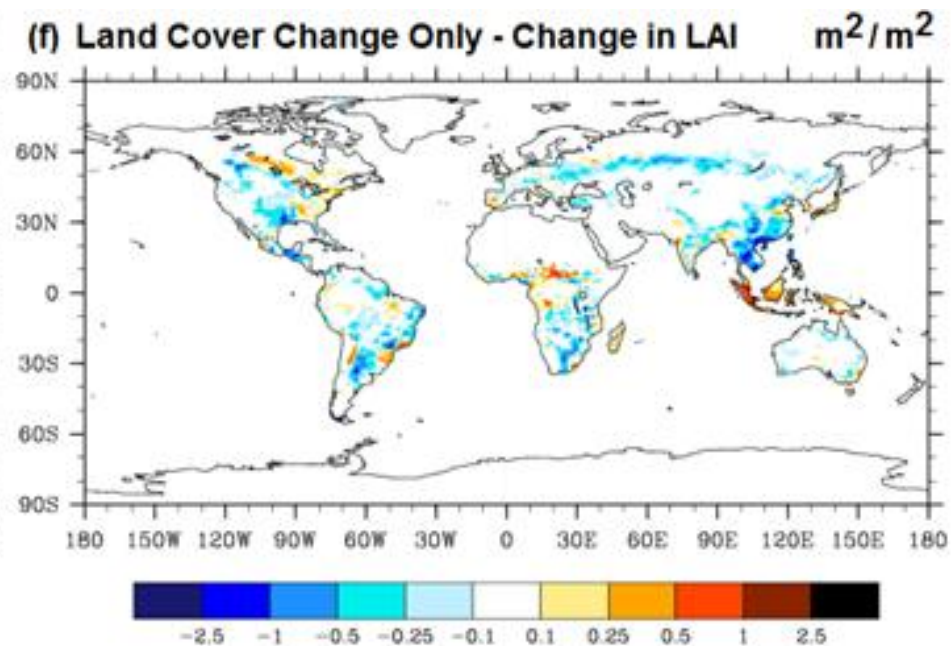 (f) Land Cover Change Only - Change in LAI m²/m²
90N
60N
30N
0
30S
60S
90S
180 150W 120W 90W 60W 30W 0 30E 60E 90E 120E 150E 180
-2.5 -1 -0.5 -0.25 -0.1 0.1 0.25 0.5 1 2.5